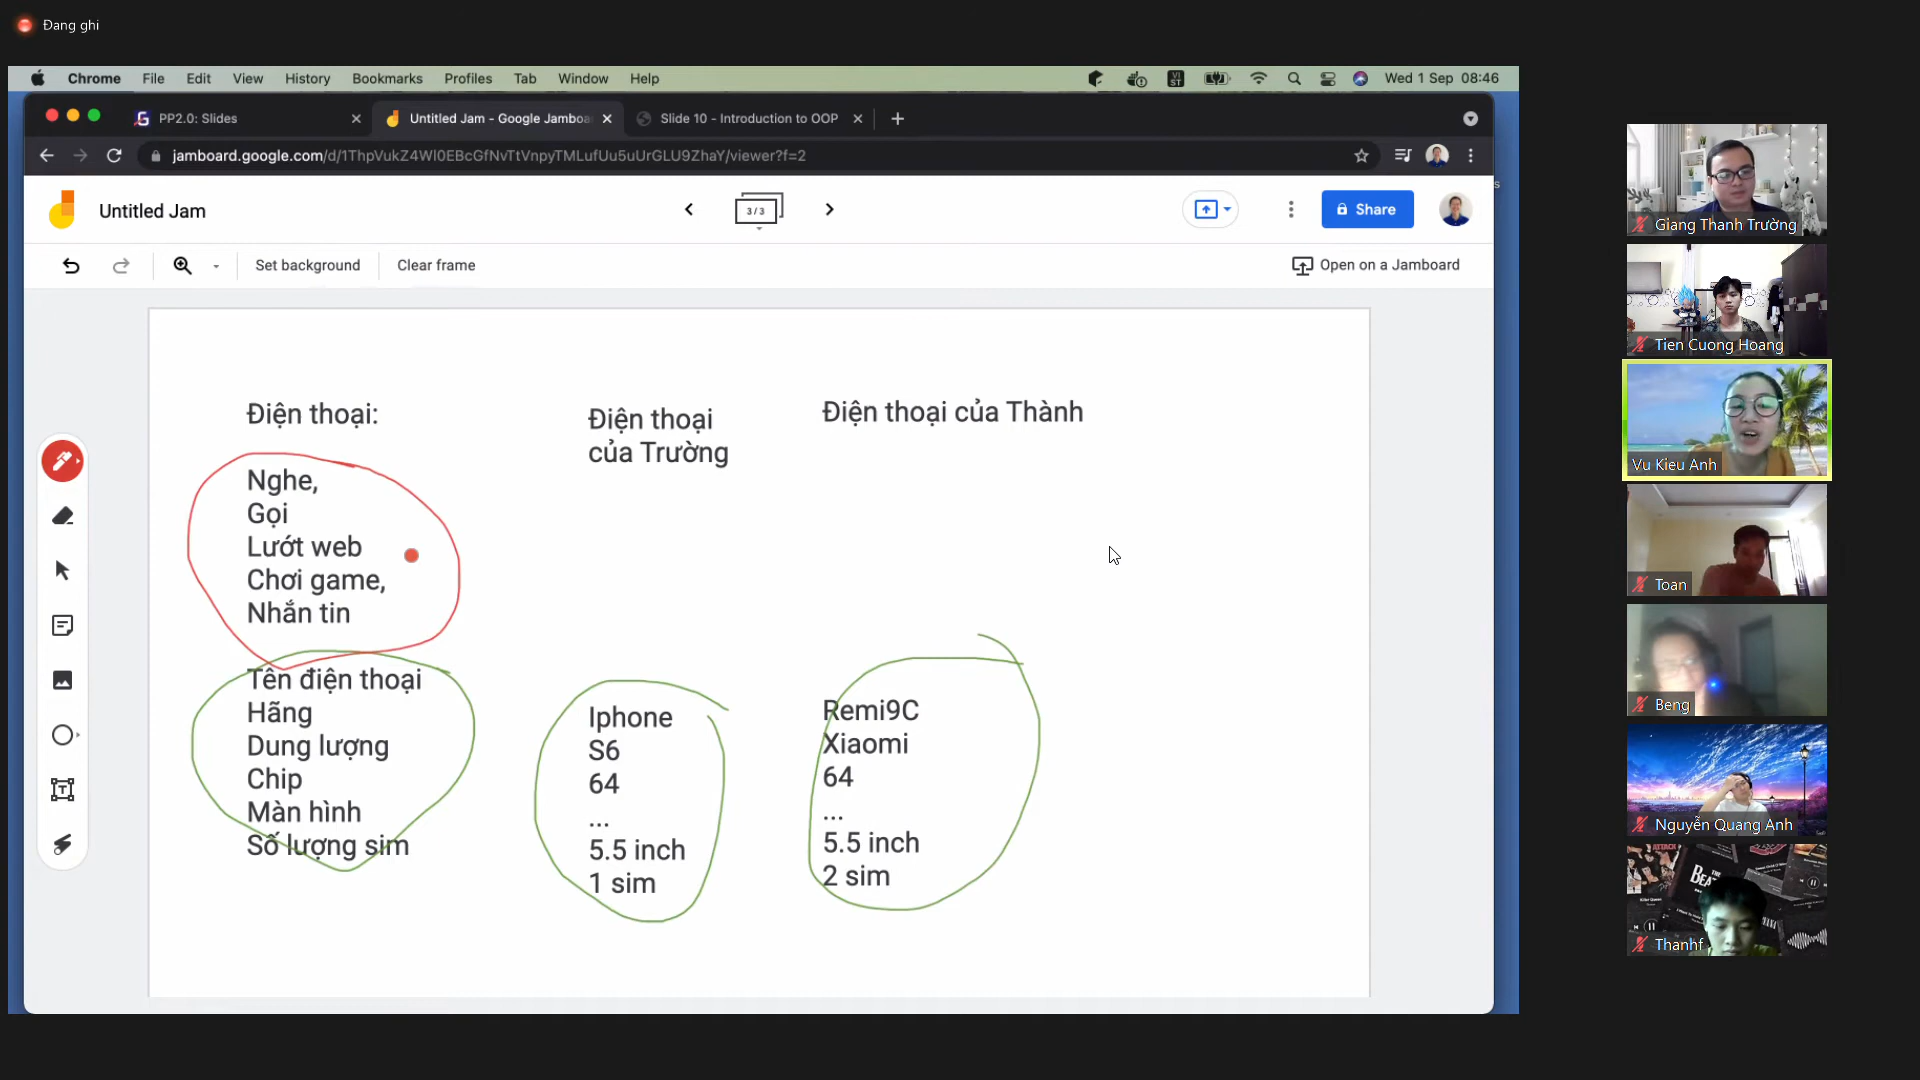 Đang ghi
Chrome File Edit View History Bookmarks Profiles Tab Window Help
VI
ST
Wed 1 Sep 08:46
PP2.0: Slides
Untitled Jam - Google Jamboa
Slide 10 - Introduction to OOP
jamboard.google.com/d/1ThpVukZ4Wl0EBcGfNvTtVnpyTMLufUu5uUrGLU9ZhaY/viewer?f=2
Untitled Jam
3/3
Share
Set background
Clear frame
Open on a Jamboard
Điện thoại:
Nghe,
Gọi
Lướt web
Chơi game,
Nhắn tin
Tên điện thoại
Hãng
Dung lượng
Chip
Màn hình
Số lượng sim
Điện thoại
của Trường
Iphone
S6
64
...
5.5 inch
1 sim
Điện thoại của Thành
Remi9C
Xiaomi
64
...
5.5 inch
2 sim
Giang Thanh Trường
Tien Cuong Hoang
Vu Kieu Anh
Toan
Beng
Nguyễn Quang Anh
THE
Thanhf